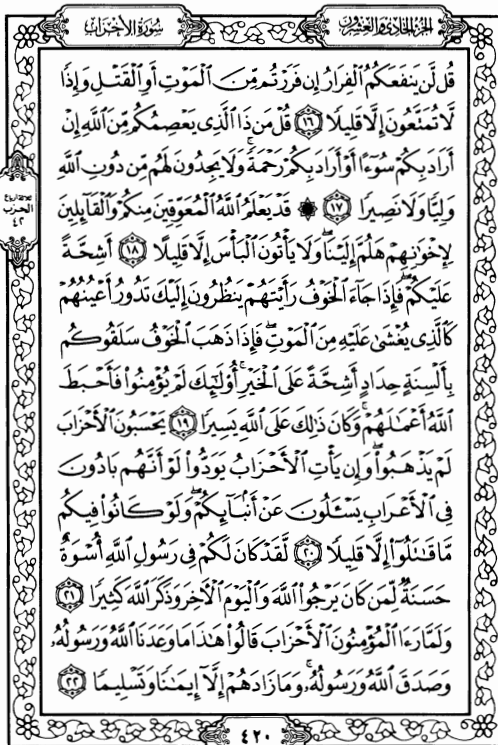 الجزء الحادي والعشرون
سورة الأحزاب
قُل لَّن يَنفَعَكُمُ ٱلْفِرَارُ إِن فَرَرْتُم مِّنَ ٱلْمَوْتِ أَوِ ٱلْقَتْلِ وَإِذًا
لَّا تُمَتَّعُونَ إِلَّا قَلِيلًا ١٦ قُلْ مَن ذَا ٱلَّذِى يَعْصِمُكُم مِّنَ ٱللَّهِ إِنْ
أَرَادَ بِكُمْ سُوٓءًا أَوْ أَرَادَ بِكُمْ رَحْمَةً ۚ وَلَا يَجِدُونَ لَهُم مِّن دُونِ ٱللَّهِ
وَلِيًّا وَلَا نَصِيرًا ١٧ ۞ قَدْ يَعْلَمُ ٱللَّهُ ٱلْمُعَوِّقِينَ مِنكُمْ وَٱلْقَآئِلِينَ
لِإِخْوَٰنِهِمْ هَلُمَّ إِلَيْنَا ۖ وَلَا يَأْتُونَ ٱلْبَأْسَ إِلَّا قَلِيلًا ١٨ أَشِحَّةً
عَلَيْكُمْ ۖ فَإِذَا جَآءَ ٱلْخَوْفُ رَأَيْتَهُمْ يَنظُرُونَ إِلَيْكَ تَدُورُ أَعْيُنُهُمْ
كَٱلَّذِى يُغْشَىٰ عَلَيْهِ مِنَ ٱلْمَوْتِ ۖ فَإِذَا ذَهَبَ ٱلْخَوْفُ سَلَقُوكُم
بِأَلْسِنَةٍ حِدَادٍ أَشِحَّةً عَلَى ٱلْخَيْرِ ۚ أُو۟لَٰٓئِكَ لَمْ يُؤْمِنُوا۟ فَأَحْبَطَ
ٱللَّهُ أَعْمَٰلَهُمْ ۚ وَكَانَ ذَٰلِكَ عَلَى ٱللَّهِ يَسِيرًا ١٩ يَحْسَبُونَ ٱلْأَحْزَابَ
لَمْ يَذْهَبُوا۟ ۖ وَإِن يَأْتِ ٱلْأَحْزَابُ يَوَدُّوا۟ لَوْ أَنَّهُم بَادُونَ
فِى ٱلْأَعْرَابِ يَسْـَٔلُونَ عَنْ أَنۢبَآئِكُمْ ۖ وَلَوْ كَانُوا۟ فِيكُم
مَّا قَٰتَلُوٓا۟ إِلَّا قَلِيلًا ٢٠ لَّقَدْ كَانَ لَكُمْ فِى رَسُولِ ٱللَّهِ أُسْوَةٌ
حَسَنَةٌ لِّمَن كَانَ يَرْجُوا۟ ٱللَّهَ وَٱلْيَوْمَ ٱلْـَٔاخِرَ وَذَكَرَ ٱللَّهَ كَثِيرًا ٢١
وَلَمَّا رَءَا ٱلْمُؤْمِنُونَ ٱلْأَحْزَابَ قَالُوا۟ هَٰذَا مَا وَعَدَنَا ٱللَّهُ وَرَسُولُهُۥ
وَصَدَقَ ٱللَّهُ وَرَسُولُهُۥ ۚ وَمَا زَادَهُمْ إِلَّآ إِيمَٰنًا وَتَسْلِيمًا ٢٢
الحزب
٤٢
٤٢٠